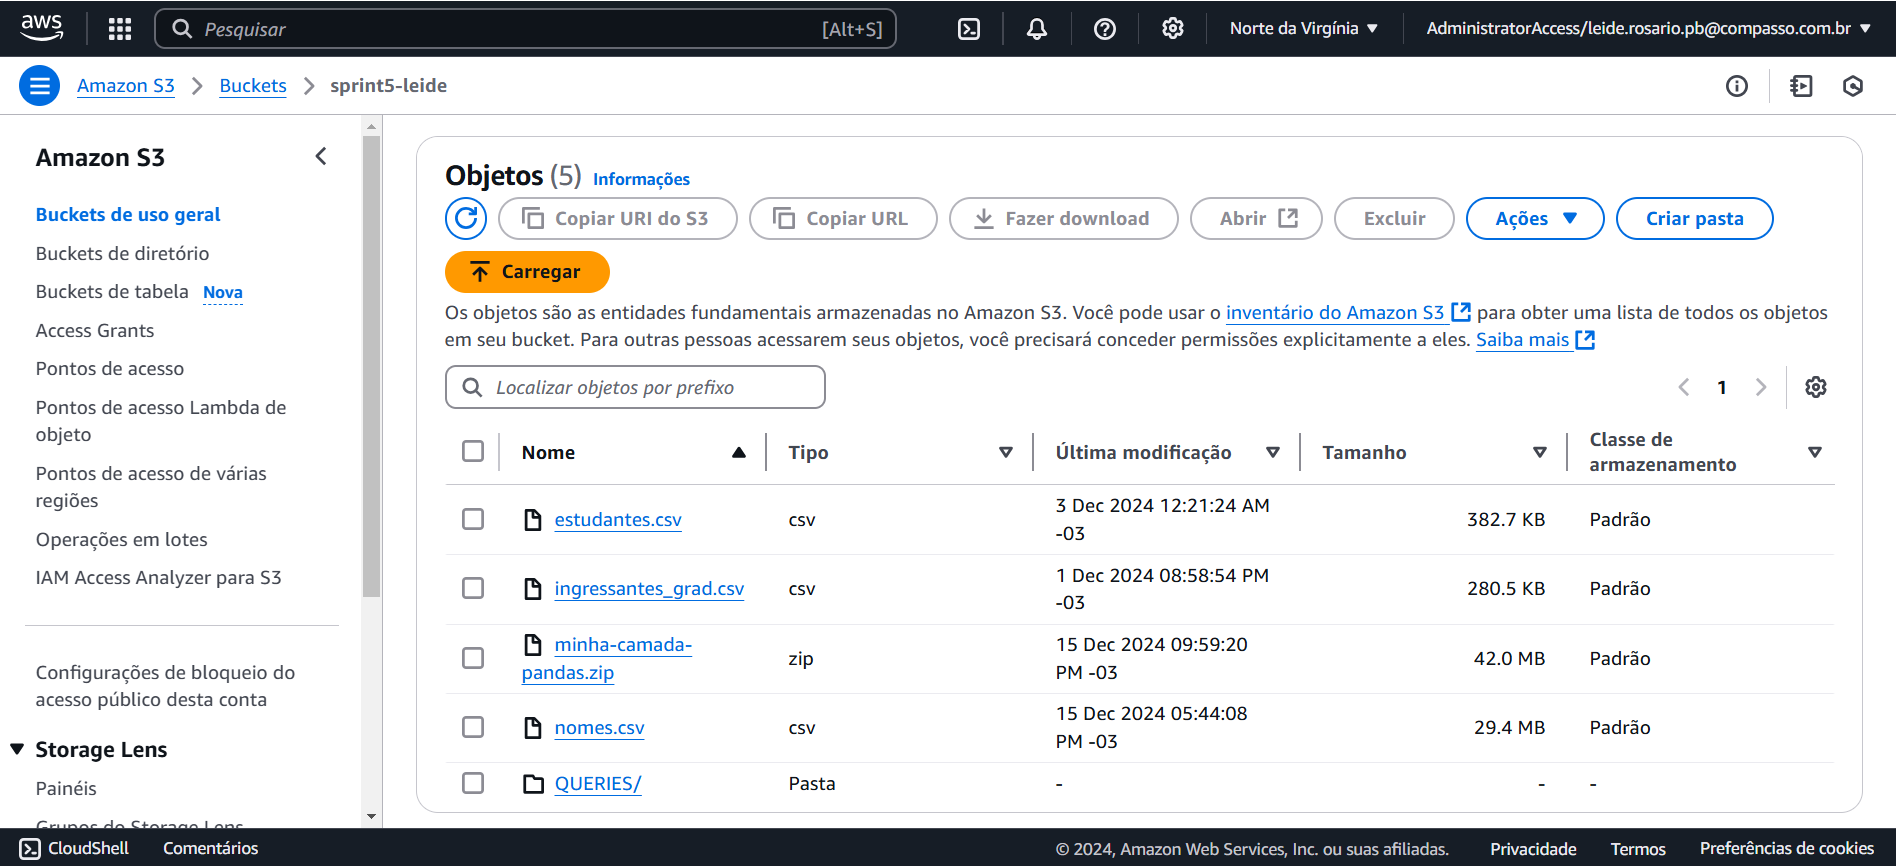 aws
Pesquisar [Alt+S]
Norte da Virgínia
AdministratorAccess/leide.rosario.pb@compasso.com.br
Amazon S3
Buckets
sprint5-leide
Amazon S3
Buckets de uso geral
Buckets de diretório
Buckets de tabela Nova
Access Grants
Pontos de acesso
Pontos de acesso Lambda de
objeto
Pontos de acesso de várias
regiões
Operações em lotes
IAM Access Analyzer para S3
Configurações de bloqueio do
acesso público desta conta
Storage Lens
Painéis
Grupos do Storage Lens
Objetos (5) Informações
Copiar URI do S3
Copiar URL
Fazer download
Abrir
Excluir
Ações
Criar pasta
Carregar
Os objetos são as entidades fundamentais armazenadas no Amazon S3. Você pode usar o inventário do Amazon S3 para obter uma lista de todos os objetos
em seu bucket. Para outras pessoas acessarem seus objetos, você precisará conceder permissões explicitamente a eles. Saiba mais
Localizar objetos por prefixo
1
Nome
Tipo
Última modificação
Tamanho
Classe de
armazenamento
estudantes.csv
csv
3 Dec 2024 12:21:24 AM
-03
382.7 KB
Padrão
ingressantes_grad.csv
csv
1 Dec 2024 08:58:54 PM
-03
280.5 KB
Padrão
minha-camada-
pandas.zip
zip
15 Dec 2024 09:59:20
PM -03
42.0 MB
Padrão
nomes.csv
csv
15 Dec 2024 05:44:08
PM -03
29.4 MB
Padrão
QUERIES/
Pasta
-
-
-
CloudShell
Comentários
© 2024, Amazon Web Services, Inc. ou suas afiliadas.
Privacidade
Termos
Preferências de cookies